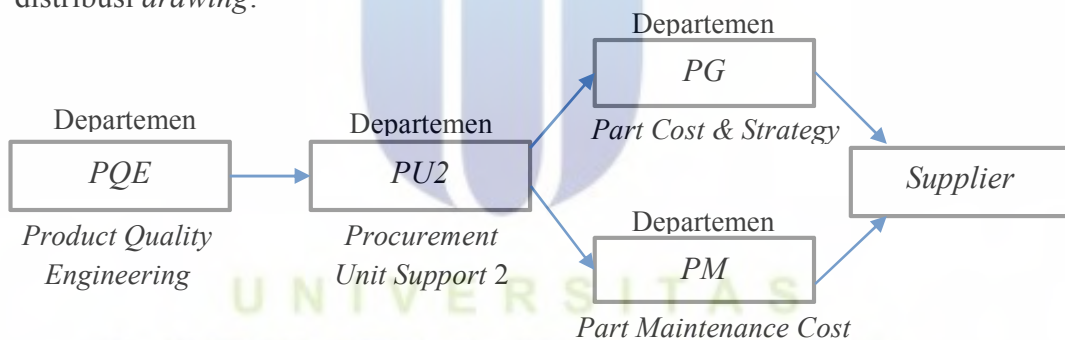 distribusi drawing.
Departemen
PQE
Product Quality
Engineering
Departemen
PU2
Procurement
Unit Support 2
Departemen
PG
Part Cost & Strategy
Departemen
PM
Part Maintenance Cost
Supplier
UNIVERSITAS